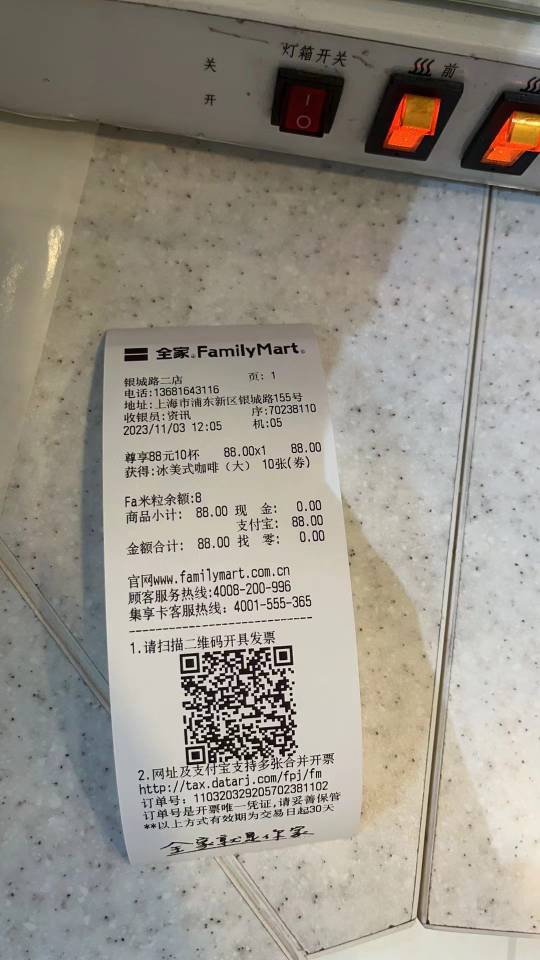 灯箱开关
关
开
前
全家 FamilyMart
银城路二店 页: 1
电话:13681643116
地址:上海市浦东新区银城路155号
收银员:资讯 序:70238110
2023/11/03 12:05 机:05
尊享88元10杯 88.00x1 88.00
获得:冰美式咖啡（大） 10张(券)
Fa米粒余额:8
商品小计: 88.00 现 金: 0.00
支付宝: 88.00
金额合计: 88.00 找 零: 0.00
官网www.familymart.com.cn
顾客服务热线:4008-200-996
集享卡客服热线: 4001-555-365
1.请扫描二维码开具发票
2.网址及支付宝支持多张合并开票
http://tax.datarj.com/fpj/fm
订单号: 110320329205702381102
订单号是开票唯一凭证,请妥善保管
**以上方式有效期为交易日起30天
全家就是你家